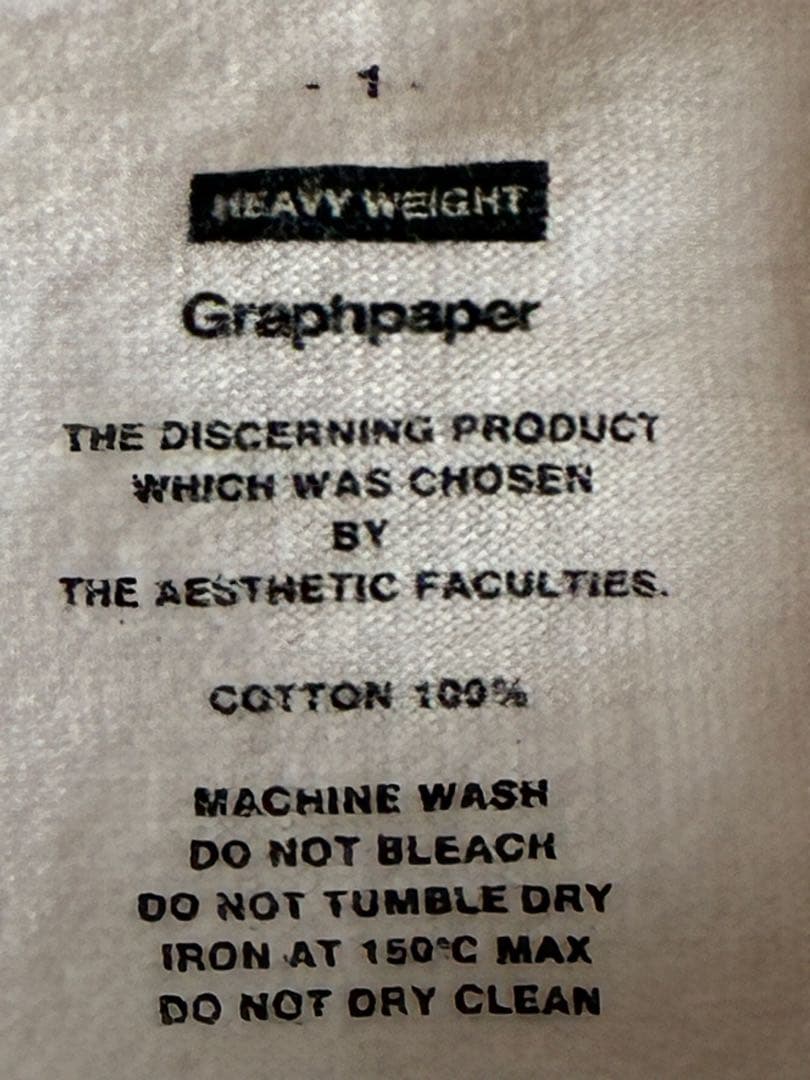 - 1 -
HEAVY WEIGHT
Graphpaper
THE DISCERNING PRODUCT
WHICH WAS CHOSEN
BY
THE AESTHETIC FACULTIES.
COTTON 100%
MACHINE WASH
DO NOT BLEACH
DO NOT TUMBLE DRY
IRON AT 150°C MAX
DO NOT DRY CLEAN